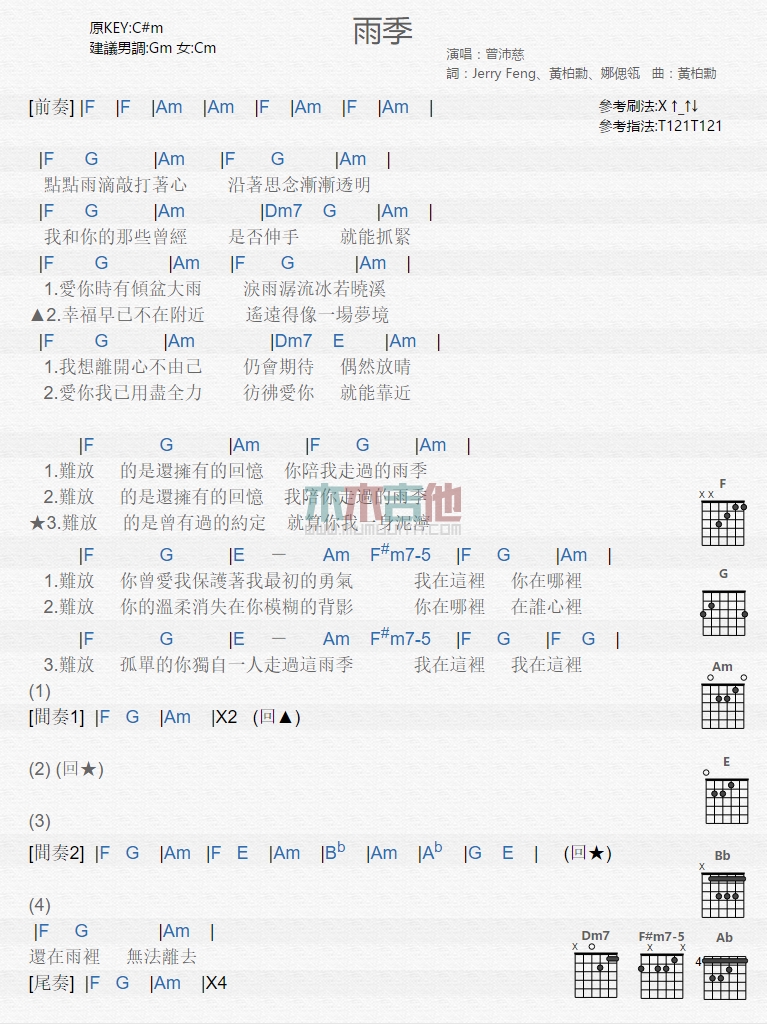 雨季
原KEY:C#m
建議男調:Gm 女:Cm
演唱：曾沛慈
詞：Jerry Feng、黃柏勳、娜偲瓴 曲：黃柏勳
[前奏] |F |F |Am |Am |F |Am |F |Am |
參考刷法:X↑_↑↓
參考指法:T121T121
|F G |Am |F G |Am |
點點雨滴敲打著心 沿著思念漸漸透明
|F G |Am |Dm7 G |Am |
我和你的那些曾經 是否伸手 就能抓緊
|F G |Am |F G |Am |
1.愛你時有傾盆大雨 淚雨潺流冰若曉溪
▲2.幸福早已不在附近 遙遠得像一場夢境
|F G |Am |Dm7 E |Am |
1.我想離開心不由己 仍會期待 偶然放晴
2.愛你我已用盡全力 彷彿愛你 就能靠近
|F G |Am |F G |Am |
1.難放 的是還擁有的回憶 你陪我走過的雨季
2.難放 的是還擁有的回憶 我陪你走過的雨季
★3.難放 的是曾有過的約定 就算你我一身泥濘
木木吉他
WWW.MUMUJITA.COM
|F G |E － Am F#m7-5 |F G |Am |
1.難放 你曾愛我保護著我最初的勇氣 我在這裡 你在哪裡
2.難放 你的溫柔消失在你模糊的背影 你在哪裡 在誰心裡
|F G |E － Am F#m7-5 |F G |F G |
3.難放 孤單的你獨自一人走過這雨季 我在這裡 我在這裡
(1)
[間奏1] |F G |Am |X2 (回▲)
(2) (回★)
(3)
[間奏2] |F G |Am |F E |Am |Bb |Am |Ab |G E | (回★)
(4)
|F G |Am |
還在雨裡 無法離去
[尾奏] |F G |Am |X4
F
X X
G
Am
E
Bb
X
Dm7
X
F#m7-5
X X
Ab
4